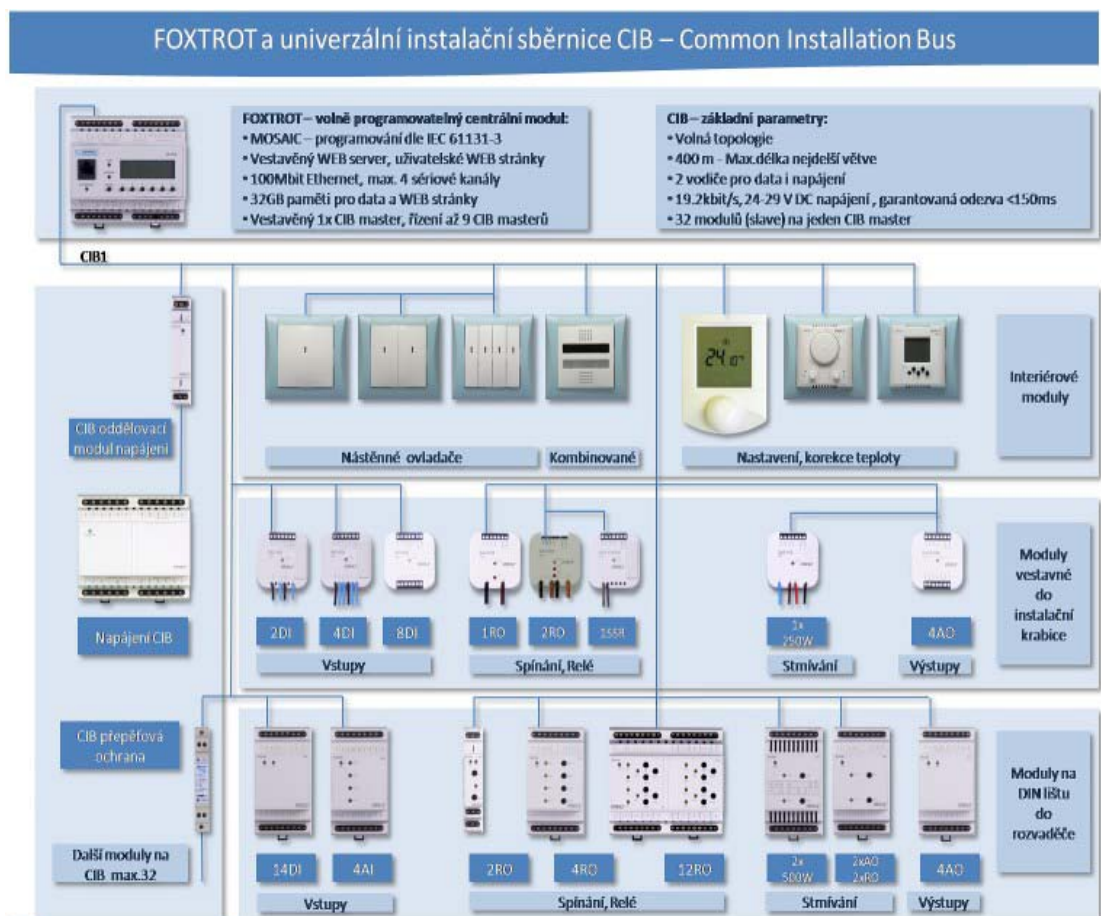 FOXTROT a univerzální instalační sběrnice CIB – Common Installation Bus
FOXTROT – volně programovatelný centrální modul:
• MOSAIC – programování dle IEC 61131-3
• Vestavěný WEB server, uživatelské WEB stránky
• 100Mbit Ethernet, max. 4 sériové kanály
• 32GB paměti pro data a WEB stránky
• Vestavěný 1x CIB master, řízení až 9 CIB masterů
CIB – základní parametry:
• Volná topologie
• 400 m - Max.délka nejdelší větve
• 2 vodiče pro data i napájení
• 19.2kbit/s, 24-29 V DC napájení , garantovaná odezva <150ms
• 32 modulů (slave) na jeden CIB master
CIB1
CIB oddělovací
modul napájení
Napájení CIB
CIB přepěťová
ochrana
Další moduly na
CIB max.32
24
Nástěnné ovladače
Kombinované
Nastavení, korekce teploty
Interiérové
moduly
2DI
4DI
8DI
1RO
2RO
1SSR
1x
250W
4AO
Vstupy
Spínání, Relé
Stmívání
Výstupy
Moduly
vestavné
do
instalační
krabice
14DI
4AI
2RO
4RO
12RO
2x
500W
2xAO
2xRO
4AO
Vstupy
Spínání, Relé
Stmívání
Výstupy
Moduly na
DIN lištu
do
rozvaděče